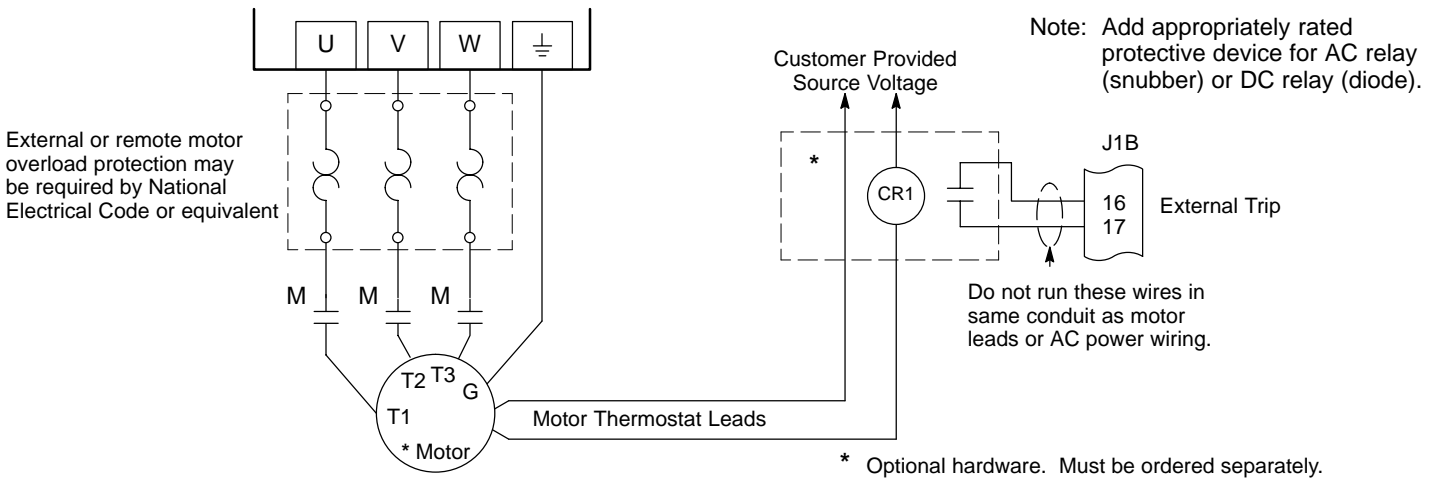 U V W
Note: Add appropriately rated
protective device for AC relay
(snubber) or DC relay (diode).
Customer Provided
Source Voltage
External or remote motor
overload protection may
be required by National
Electrical Code or equivalent
*
CR1
J1B
16
17
External Trip
M M M
Do not run these wires in
same conduit as motor
leads or AC power wiring.
T2 T3
G
T1
* Motor
Motor Thermostat Leads
* Optional hardware. Must be ordered separately.